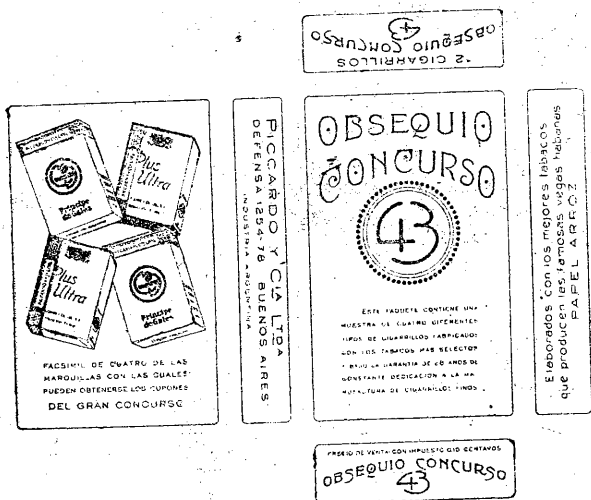 OBSEQUIO CONCURSO
43
12 CIGARRILLOS
Plus
Ultra
Principe
de Gales
Plus
Ultra
Principe
de Gales
FACSIMIL DE CUATRO DE LAS
MARQUILLAS CON LAS CUALES
PUEDEN OBTENERSE LOS CUPONES
DEL GRAN CONCURSO
PICCARDO Y CIA LTDA
DEFENSA 1254-78 BUENOS AIRES
INDUSTRIA ARGENTINA
OBSEQUIO
CONCURSO
43
ESTE PAQUETE CONTIENE UNA
MUESTRA DE CUATRO DIFERENTES
TIPOS DE CIGARRILLOS FABRICADOS
CON LOS TABACOS MAS SELECTOS
Y BAJO LA GARANTIA DE 28 AÑOS DE
CONSTANTE DEDICACION A LA MA
NUFACTURA DE CIGARRILLOS FINOS
Elaborados con los mejores tabacos
que producen las famosas vegas habanas
PAPEL ARROZ
PRECIO DE VENTA CON IMPUESTO CENTAVOS
OBSEQUIO CONCURSO
43